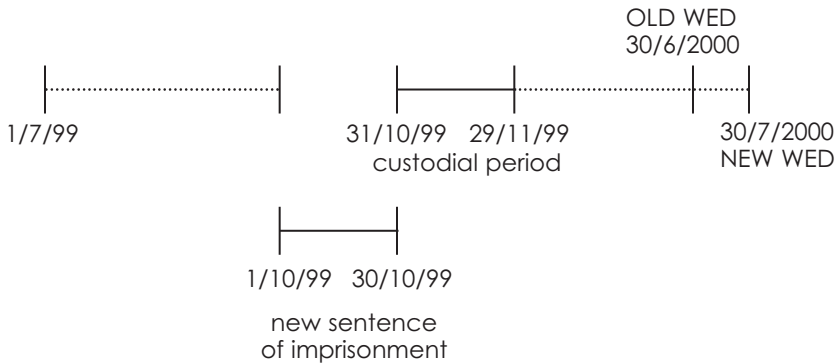 OLD WED
30/6/2000
1/7/99
31/10/99 29/11/99
custodial period
30/7/2000
NEW WED
1/10/99 30/10/99
new sentence
of imprisonment